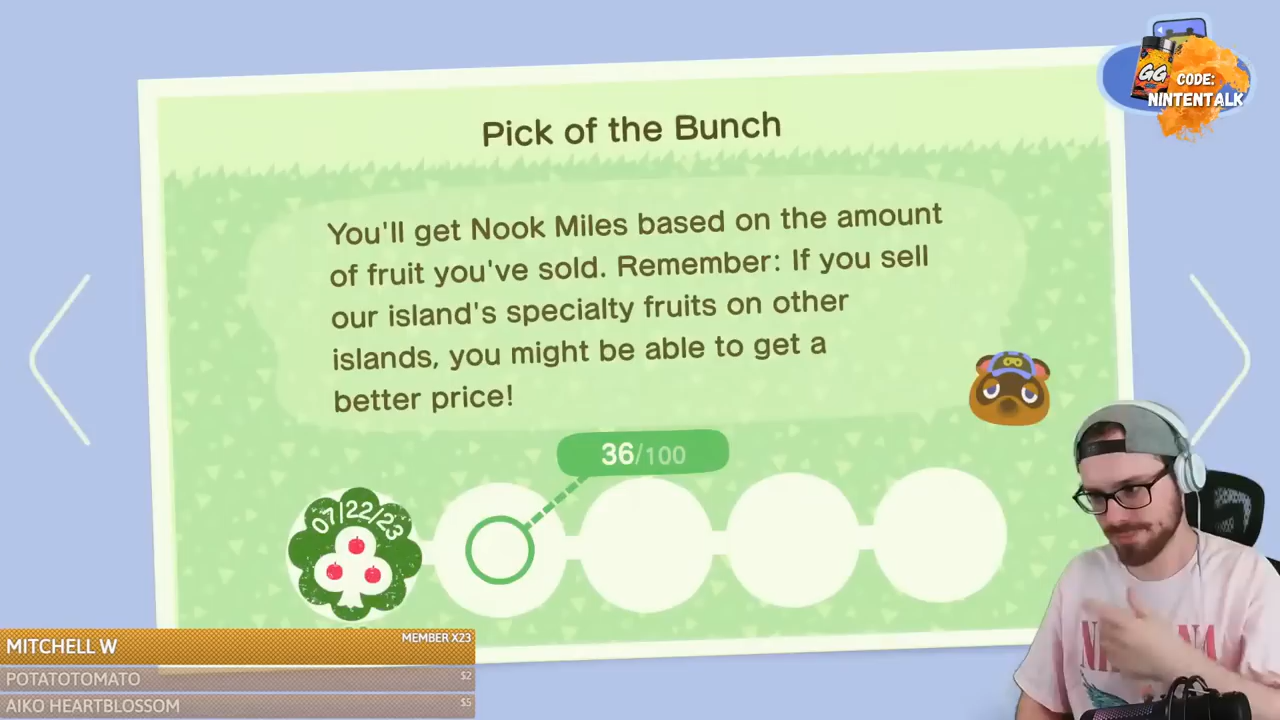 GG
CODE:
NINTENTALK
Pick of the Bunch
You'll get Nook Miles based on the amount
of fruit you've sold. Remember: If you sell
our island's specialty fruits on other
islands, you might be able to get a
better price!
36/100
07/22/23
MITCHELL W
MEMBER X23
POTATOTOMATO
$2
AIKO HEARTBLOSSOM
$5